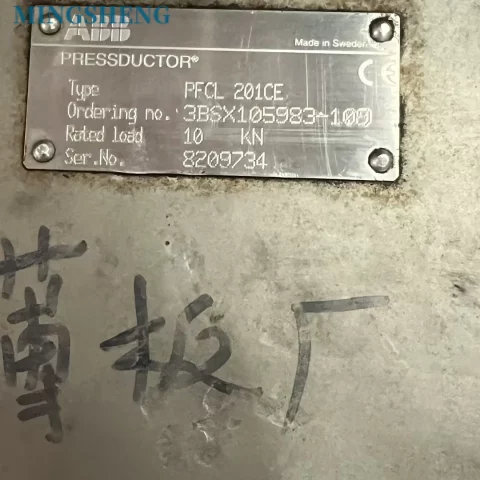 MINGSHENG
ABB
Made in Sweden
PRESSDUCTOR®
CE
Type PFCL 201CE
Ordering no. 3BSX105983-100
Rated load 10 KN
Ser.No. 8209734
薄板厂